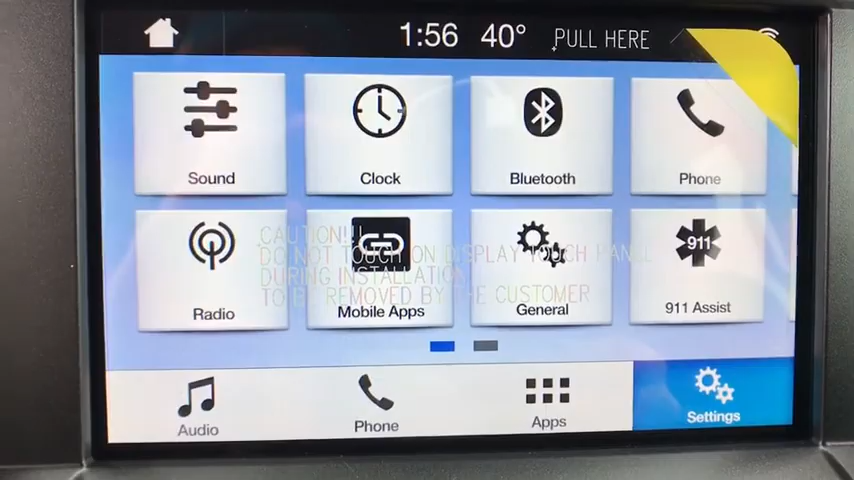 1:56 40° PULL HERE
Sound Clock Bluetooth Phone
911
Radio Mobile Apps General 911 Assist
CAUTION!!!
DO NOT TOUCH ON DISPLAY TOUCH PANEL
DURING INSTALLATION
TO BE REMOVED BY THE CUSTOMER
Audio Phone Apps Settings